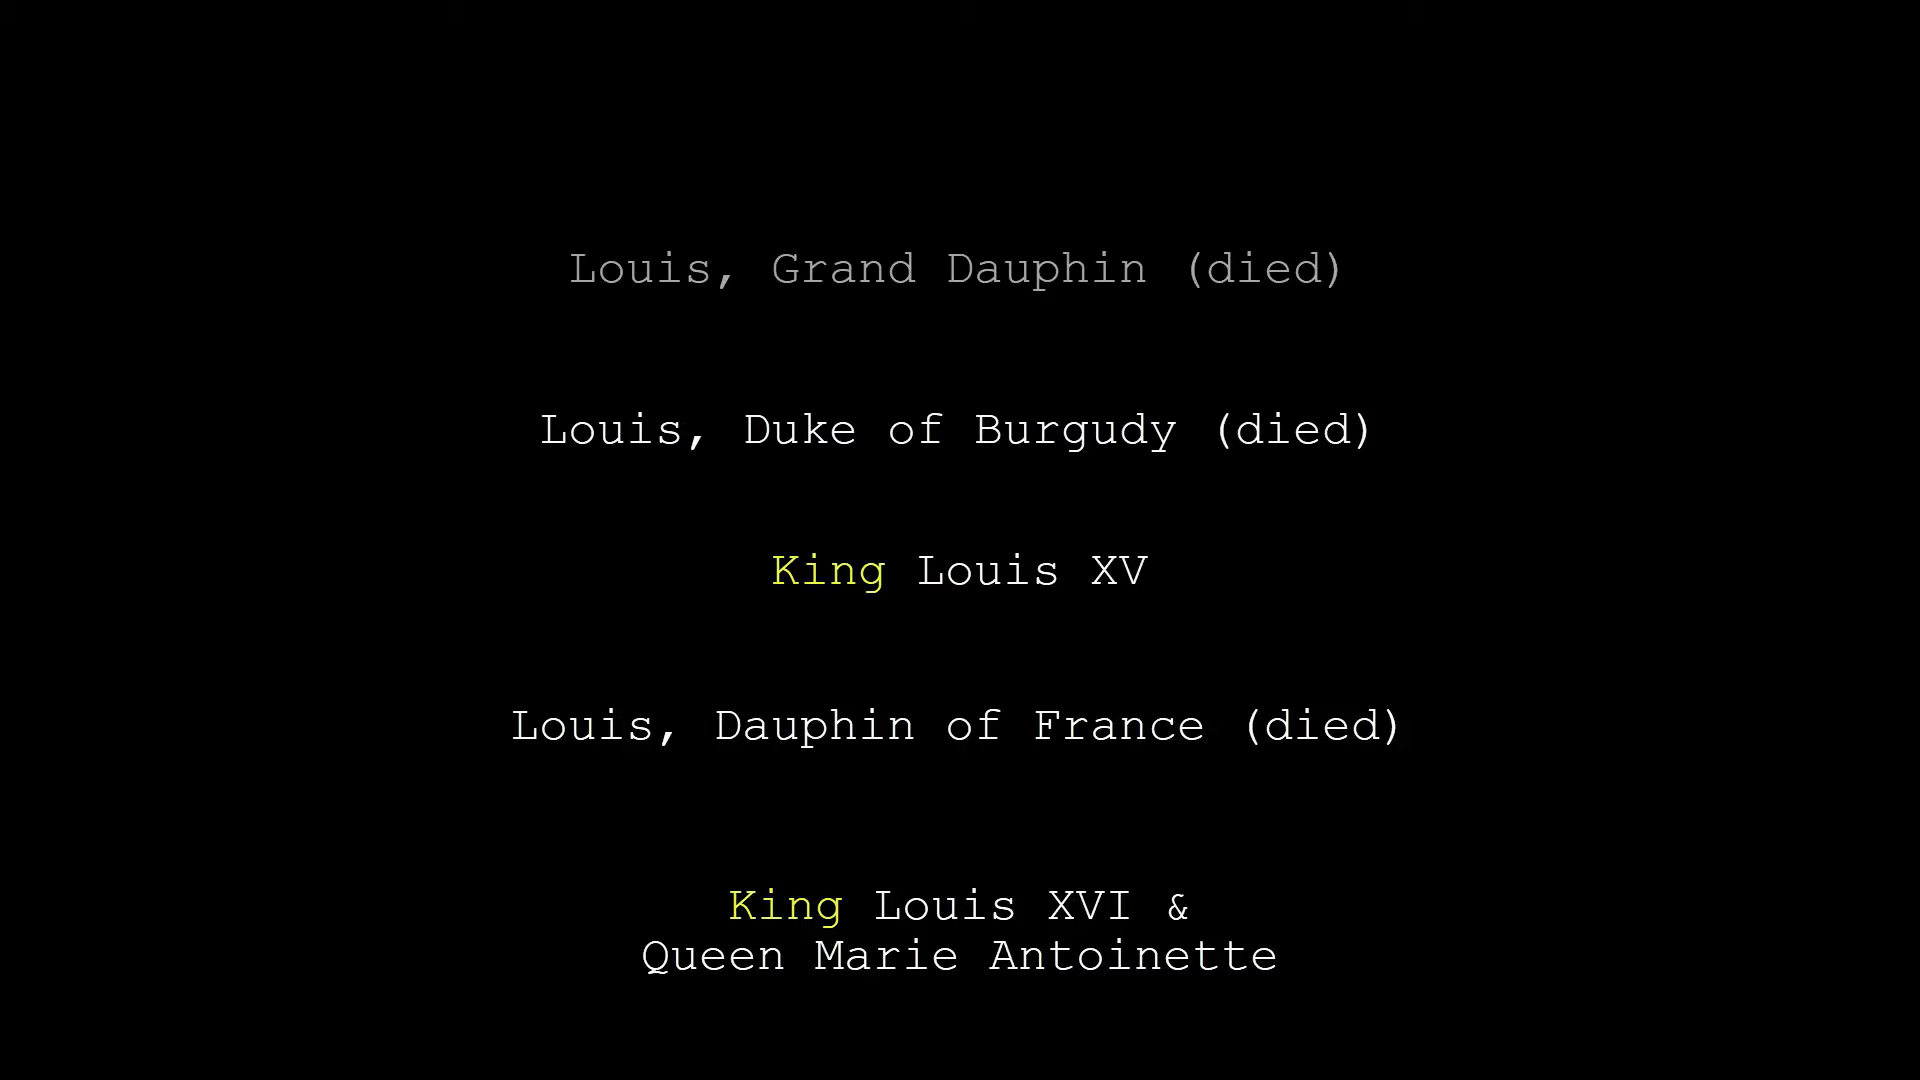 Louis, Grand Dauphin (died)
Louis, Duke of Burgudy (died)
King Louis XV
Louis, Dauphin of France (died)
King Louis XVI &
Queen Marie Antoinette